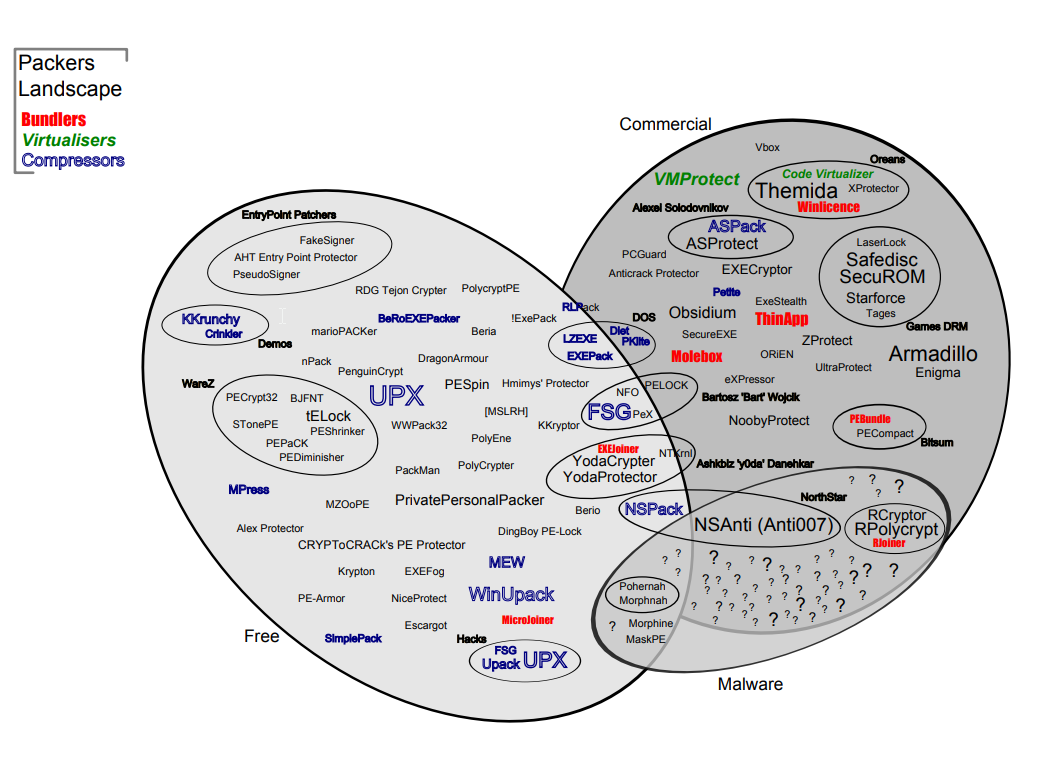 Packers
Landscape
Bundlers
Virtualisers
Compressors
Commercial
Vbox
Oreans
VMProtect
Code Virtualizer
Themida XProtector
Winlicence
Alexei Solodovnikov
ASPack
ASProtect
PCGuard
Anticrack Protector
EXECryptor
LaserLock
Safedisc
SecuROM
Starforce
Tages
Games DRM
Petite
Obsidium
ExeStealth
ThinApp
SecureEXE
ZProtect
Molebox
ORiEN
Armadillo
Enigma
UltraProtect
eXPressor
Bartosz 'Bart' Wojcik
NoobyProtect
PEBundle
PECompact
Bitsum
Ashkbiz 'y0da' Danehkar
EntryPoint Patchers
FakeSigner
AHT Entry Point Protector
PseudoSigner
RDG Tejon Crypter
PolycryptPE
RLPack
KKrunchy
Crinkler
Demos
BeRoEXEPacker
!ExePack
DOS
marioPACKer
Beria
LZEXE
Diet
PKlite
EXEPack
nPack
DragonArmour
PenguinCrypt
WareZ
UPX
PESpin
Hmimys' Protector
NFO
PELOCK
FSG
PeX
PECrypt32
BJFNT
tELock
STonePE
PEShrinker
PEPaCK
PEDiminisher
[MSLRH]
WWPack32
KKryptor
PolyEne
EXEJoiner
NTKrnl
YodaCrypter
YodaProtector
PackMan
PolyCrypter
MPress
MZOoPE
PrivatePersonalPacker
Berio
NSPack
NorthStar
NSAnti (Anti007)
RCryptor
RPolycrypt
RJoiner
Alex Protector
DingBoy PE-Lock
CRYPToCRACk's PE Protector
MEW
Krypton
EXEFog
PE-Armor
NiceProtect
WinUpack
Pohernah
Morphnah
? ? ? ? ? ? ? ? ? ? ? ? ? ? ? ? ? ? ? ? ? ? ? ? ? ? ? ? ? ? ? ? ? ? ? ? ? ? ? ?
Morphine
MaskPE
Escargot
MicroJoiner
Free
SimplePack
Hacks
FSG
Upack UPX
Malware